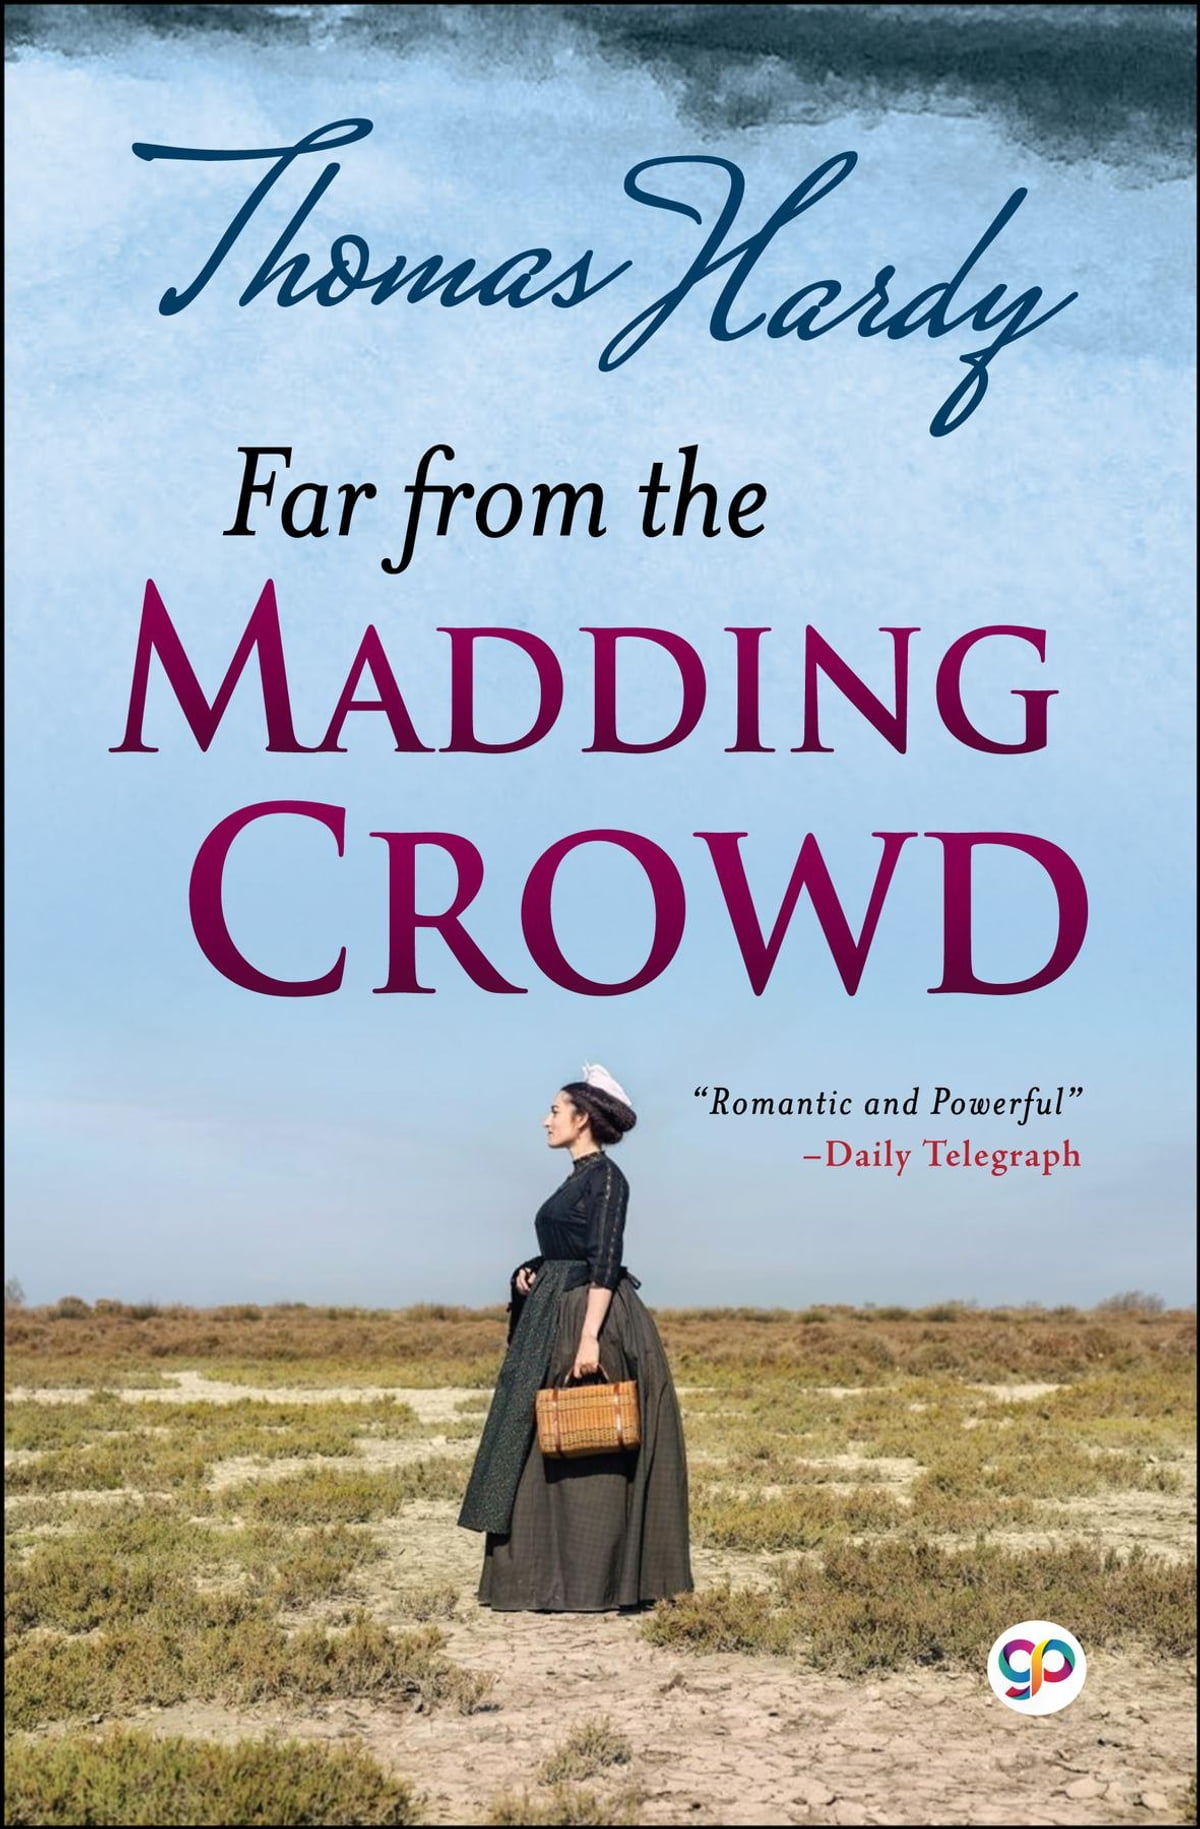 Thomas Hardy
Far from the
MADDING
CROWD
“Romantic and Powerful”
–Daily Telegraph
gp